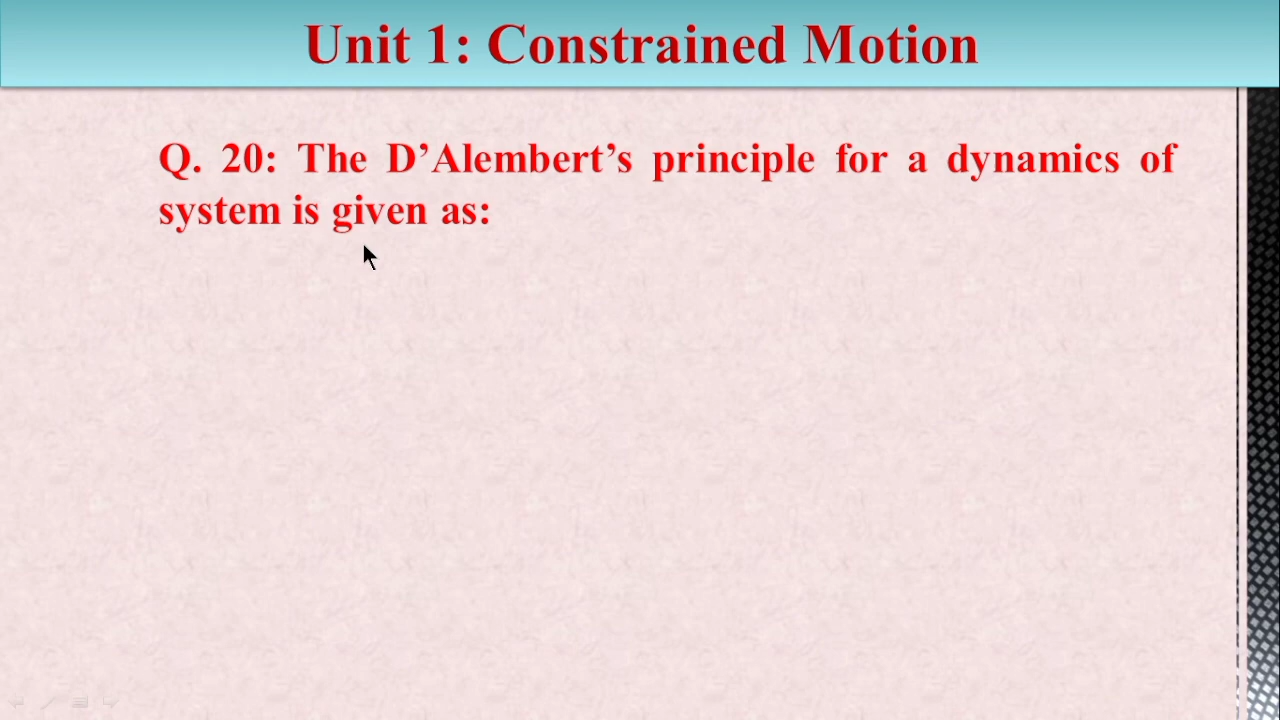 Unit 1: Constrained Motion
Q. 20: The D’Alembert’s principle for a dynamics of
system is given as: